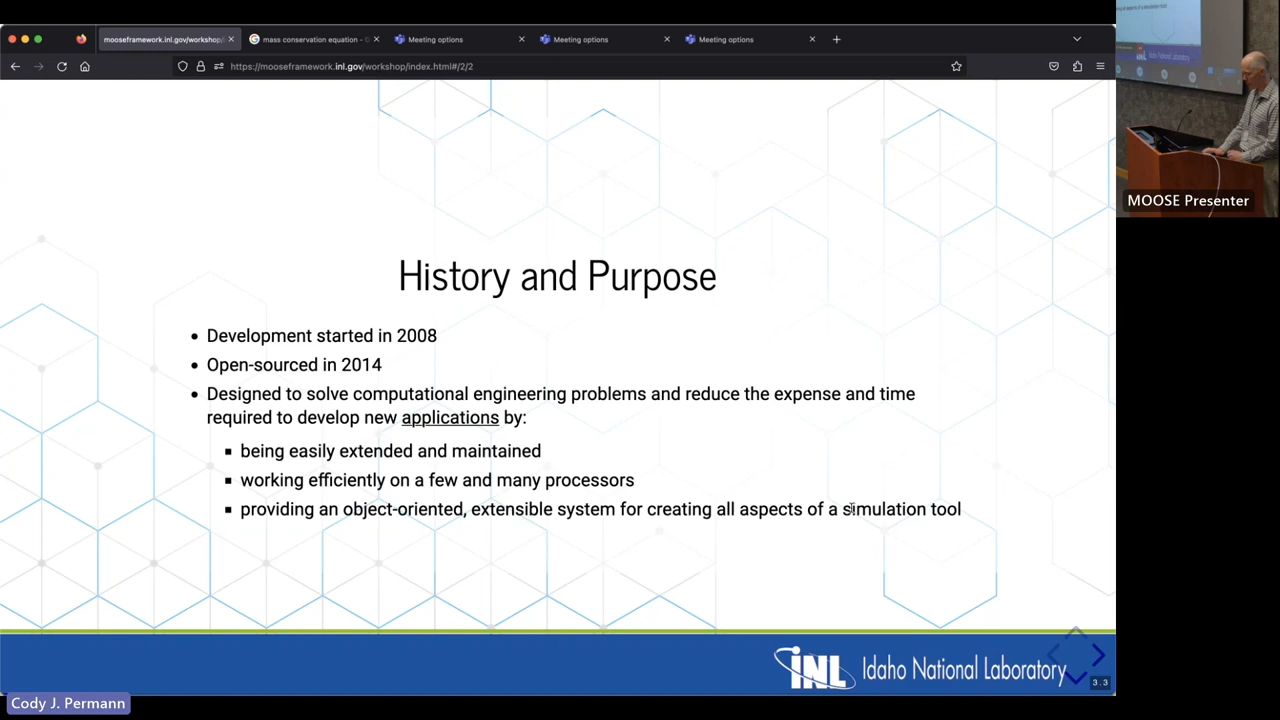 mooseframework.inl.gov/workshop/
mass conservation equation - G
Meeting options
Meeting options
Meeting options
https://mooseframework.inl.gov/workshop/index.html#/2/2
MOOSE Presenter
History and Purpose
• Development started in 2008
• Open-sourced in 2014
• Designed to solve computational engineering problems and reduce the expense and time
required to develop new applications by:
▪ being easily extended and maintained
▪ working efficiently on a few and many processors
▪ providing an object-oriented, extensible system for creating all aspects of a simulation tool
INL Idaho National Laboratory
3.3
Cody J. Permann